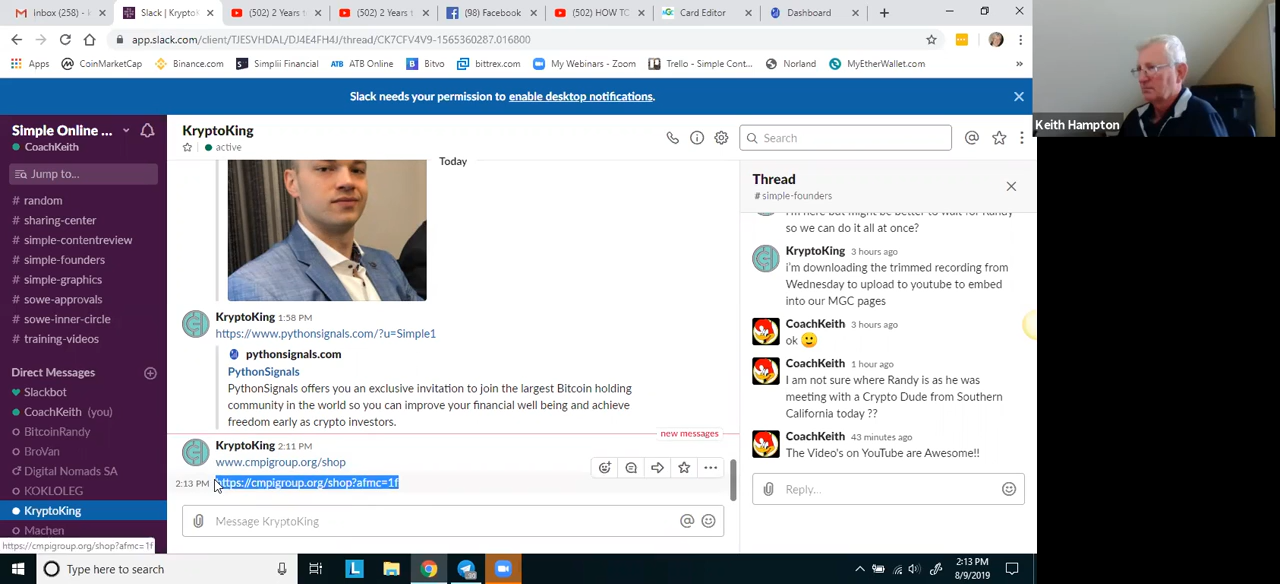 Inbox (258) - k
Slack | Krypto
(502) 2 Years t
(502) 2 Years t
(98) Facebook
(502) HOW TO
Card Editor
Dashboard
app.slack.com/client/TJESVHDAL/DJ4E4FH4J/thread/CK7CFV4V9-1565360287.016800
Apps CoinMarketCap Binance.com Simplii Financial ATB Online Bitvo bittrex.com My Webinars - Zoom Trello - Simple Cont... Norland MyEtherWallet.com »
Slack needs your permission to enable desktop notifications.
Keith Hampton
Simple Online ...
CoachKeith
Jump to...
# random
# sharing-center
# simple-contentreview
# simple-founders
# simple-graphics
# sowe-approvals
# sowe-inner-circle
# training-videos
Direct Messages
Slackbot
CoachKeith (you)
BitcoinRandy
BroVan
Digital Nomads SA
KOKLOLEG
KryptoKing
Machen
https://cmpigroup.org/shop?afmc=1f
KryptoKing
active
Search
Today
KryptoKing 1:58 PM
https://www.pythonsignals.com/?u=Simple1
pythonsignals.com
PythonSignals
PythonSignals offers you an exclusive invitation to join the largest Bitcoin holding
community in the world so you can improve your financial well being and achieve
freedom early as crypto investors.
new messages
KryptoKing 2:11 PM
www.cmpigroup.org/shop
2:13 PM https://cmpigroup.org/shop?afmc=1f
Message KryptoKing
Thread
# simple-founders
I'm here but might be better to wait for Randy
so we can do it all at once?
KryptoKing 3 hours ago
i'm downloading the trimmed recording from
Wednesday to upload to youtube to embed
into our MGC pages
CoachKeith 3 hours ago
ok
CoachKeith 1 hour ago
I am not sure where Randy is as he was
meeting with a Crypto Dude from Southern
California today ??
CoachKeith 43 minutes ago
The Video's on YouTube are Awesome!!
Reply...
Type here to search
L
2:13 PM
8/9/2019